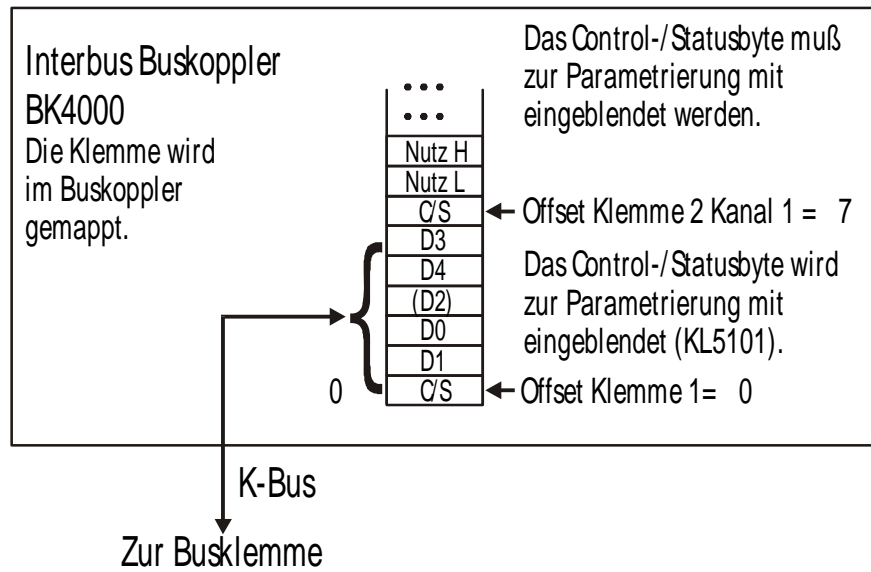 Interbus Buskoppler
BK4000
Die Klemme wird
im Buskoppler
gemappt.
Das Control-/Statusbyte muß
zur Parametrierung mit
eingeblendet werden.
Nutz H
Nutz L
C/S
D3
D4
(D2)
D0
D1
C/S
0
Offset Klemme 2 Kanal 1 = 7
Das Control-/Statusbyte wird
zur Parametrierung mit
eingeblendet (KL5101).
Offset Klemme 1= 0
K-Bus
Zur Busklemme